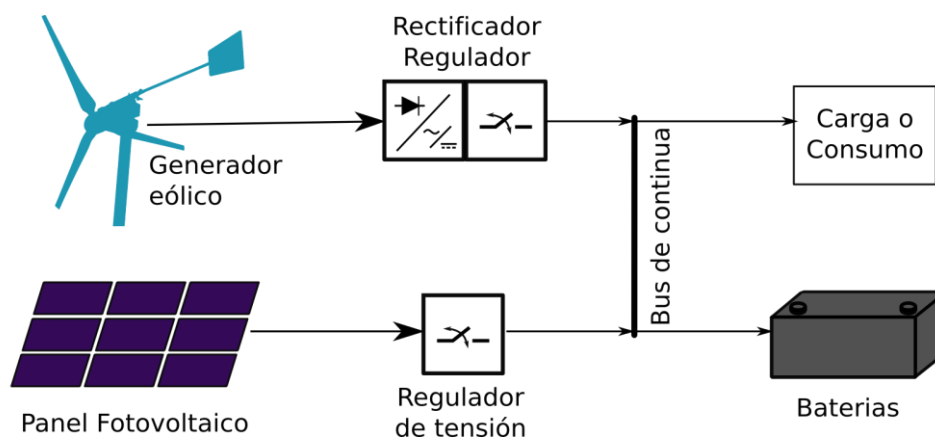 Rectificador
Regulador
Generador
eólico
Carga o
Consumo
Bus de continua
Panel Fotovoltaico
Regulador
de tensión
Baterias